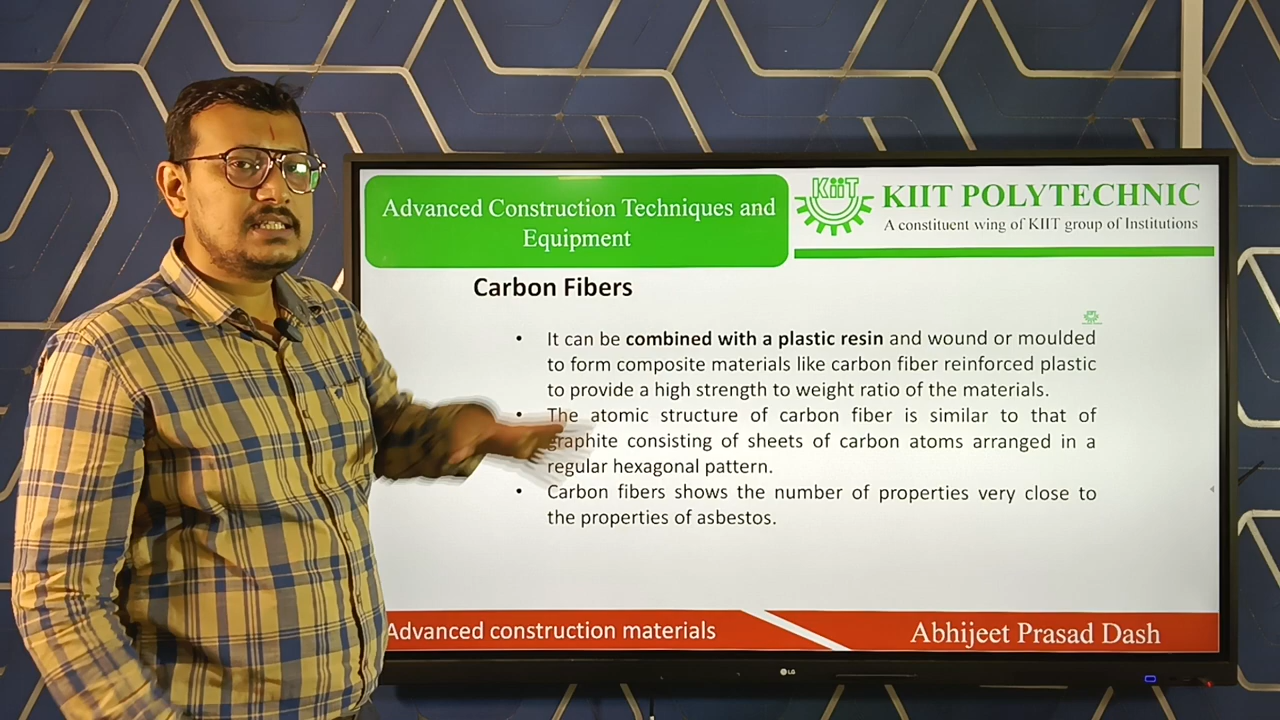 Advanced Construction Techniques and
Equipment
KiiT
KIIT POLYTECHNIC
A constituent wing of KIIT group of Institutions
Carbon Fibers
• It can be combined with a plastic resin and wound or moulded
to form composite materials like carbon fiber reinforced plastic
to provide a high strength to weight ratio of the materials.
• The atomic structure of carbon fiber is similar to that of
graphite consisting of sheets of carbon atoms arranged in a
regular hexagonal pattern.
• Carbon fibers shows the number of properties very close to
the properties of asbestos.
Advanced construction materials
Abhijeet Prasad Dash
LG